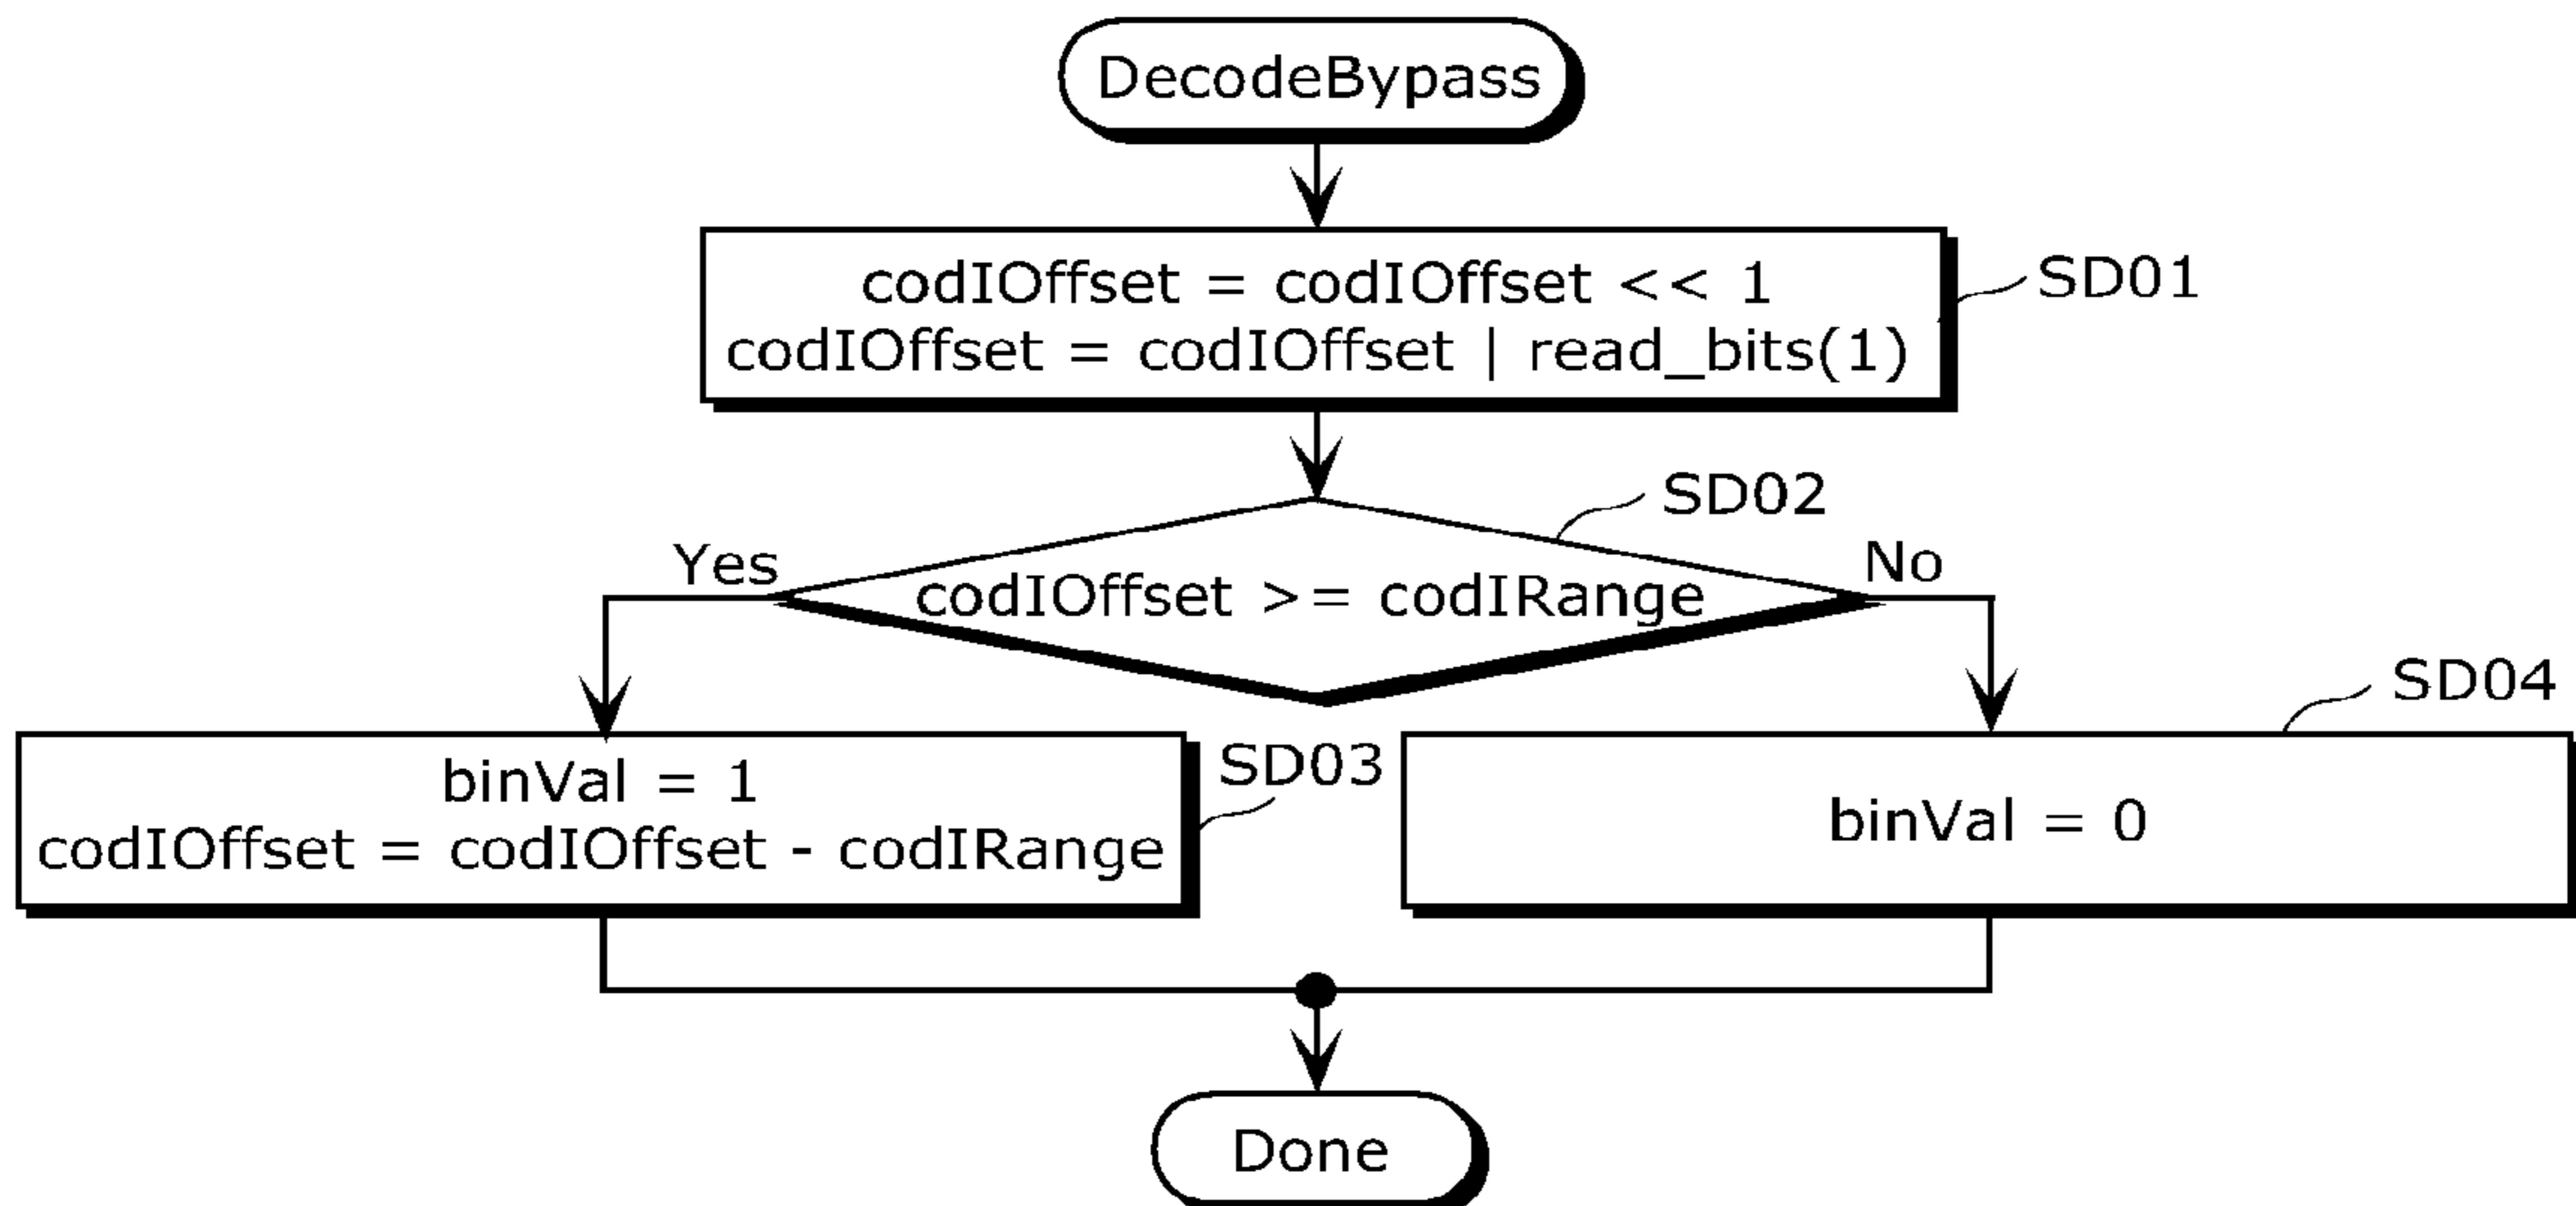 DecodeBypass
codIOffset = codIOffset << 1
codIOffset = codIOffset | read_bits(1)
SD01
SD02
Yes
codIOffset >= codIRange
No
SD04
binVal = 1
codIOffset = codIOffset - codIRange
SD03
binVal = 0
Done